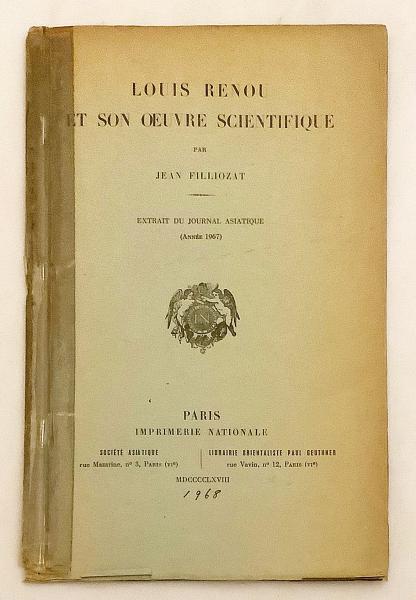 LOUIS RENOU
ET SON ŒUVRE SCIENTIFIQUE
PAR
JEAN FILLIOZAT
EXTRAIT DU JOURNAL ASIATIQUE
(ANNÉE 1967)
IN
PARIS
IMPRIMERIE NATIONALE
SOCIÉTÉ ASIATIQUE
rue Mazarine, n° 3, PARIS (VIe)
LIBRAIRIE ORIENTALISTE PAUL GEUTHNER
rue Vavin, n° 12, PARIS (VIe)
MDCCCCLXVIII
1968